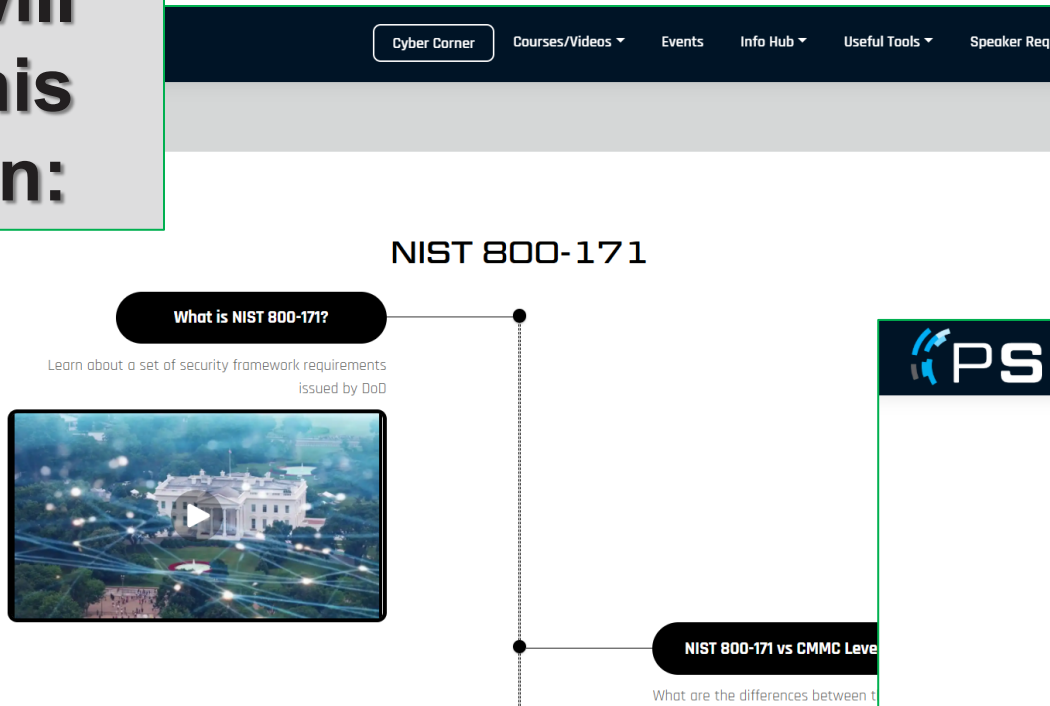 Cyber Corner Courses/Videos Events Info Hub Useful Tools Speaker Req
n:
NIST 800-171
What is NIST 800-171?
Learn about a set of security framework requirements
issued by DoD
PS
NIST 800-171 vs CMMC Leve
What are the differences between t